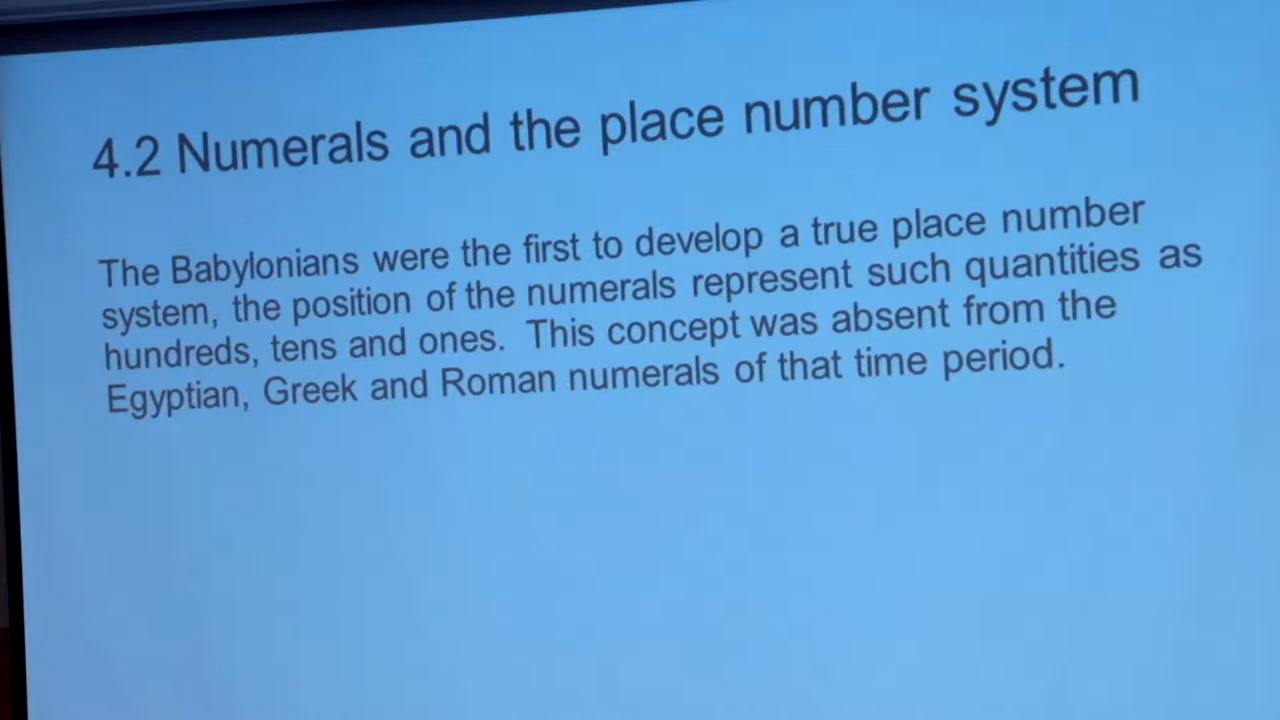 4.2 Numerals and the place number system
The Babylonians were the first to develop a true place number
system, the position of the numerals represent such quantities as
hundreds, tens and ones. This concept was absent from the
Egyptian, Greek and Roman numerals of that time period.